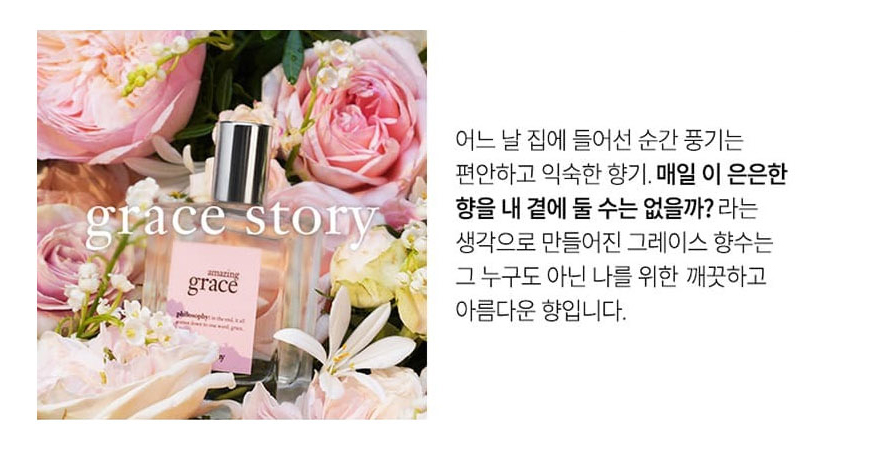 grace story
amazing
grace
philosophy: in the end, it all
comes down to one word. grace.
어느 날 집에 들어선 순간 풍기는
편안하고 익숙한 향기. 매일 이 은은한
향을 내 곁에 둘 수는 없을까? 라는
생각으로 만들어진 그레이스 향수는
그 누구도 아닌 나를 위한 깨끗하고
아름다운 향입니다.